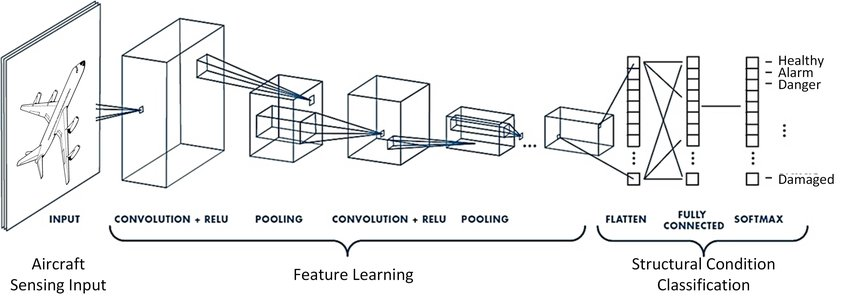 Healthy
Alarm
Danger
Damaged
INPUT
CONVOLUTION + RELU
POOLING
CONVOLUTION + RELU
POOLING
FLATTEN
FULLY
CONNECTED
SOFTMAX
Aircraft
Sensing Input
Feature Learning
Structural Condition
Classification